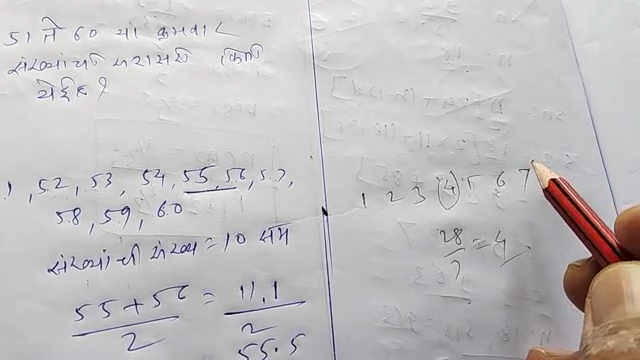 51 ते 60 या क्रमवार
संख्यांची सरासरी किती
येईल?
1, 52, 53, 54, 55, 56, 57,
58, 59, 60
संख्यांची संख्या = 10 सम
55+56/2 = 111/2
55.5
1 2 3 4 5 6 7
28/7 = 4